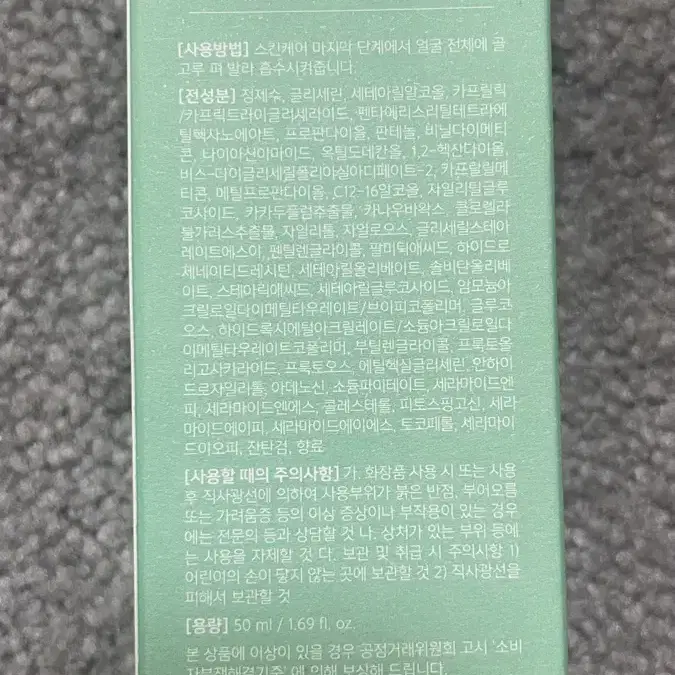 [사용방법] 스킨케어 마지막 단계에서 얼굴 전체에 골
고루 펴 발라 흡수시켜줍니다.
[전성분] 정제수, 글리세린, 세테아릴알코올, 카프릴릭
/카프릭트라이글리세라이드, 펜타에리스리틸테트라에
틸헥사노에이트, 프로판다이올, 판테놀, 비닐다이메티
콘, 나이아신아마이드, 옥틸도데칸올, 1,2-헥산다이올,
비스-다이글리세릴폴리아실아디페이트-2, 카프릴릴메
티콘, 메틸프로판다이올, C12-16알코올, 자일리틸글루
코사이드, 카카두플럼추출물, 카나우바왁스, 클로렐라
불가리스추출물, 자일리톨, 자일로오스, 글리세릴스테아
레이트에스이, 펜틸렌글라이콜, 팔미틱애씨드, 하이드로
제네이티드레시틴, 세테아릴올리베이트, 솔비탄올리베
이트, 스테아릭애씨드, 세테아릴글루코사이드, 암모늄아
크릴로일다이메틸타우레이트/브이피코폴리머, 글루코
오스, 하이드록시에틸아크릴레이트/소듐아크릴로일다
이메틸타우레이트코폴리머, 부틸렌글라이콜, 프룩토올
리고사카라이드, 프룩토오스, 에틸헥실글리세린, 안하이
드로자일리톨, 아데노신, 소듐파이테이트, 세라마이드엔
피, 세라마이드엔에스, 콜레스테롤, 피토스핑고신, 세라
마이드에이피, 세라마이드에이에스, 토코페롤, 세라마이
드이오피, 잔탄검, 향료
[사용할 때의 주의사항] 가. 화장품 사용 시 또는 사용
후 직사광선에 의하여 사용부위가 붉은 반점, 부어오름
또는 가려움증 등의 이상 증상이나 부작용이 있는 경우
에는 전문의 등과 상담할 것 나. 상처가 있는 부위 등에
는 사용을 자제할 것 다. 보관 및 취급 시 주의사항 1)
어린이의 손이 닿지 않는 곳에 보관할 것 2) 직사광선을
피해서 보관할 것
[용량] 50 ml / 1.69 fl. oz.
본 상품에 이상이 있을 경우 공정거래위원회 고시 '소비
자분쟁해결기준'에 의해 보상해 드립니다.